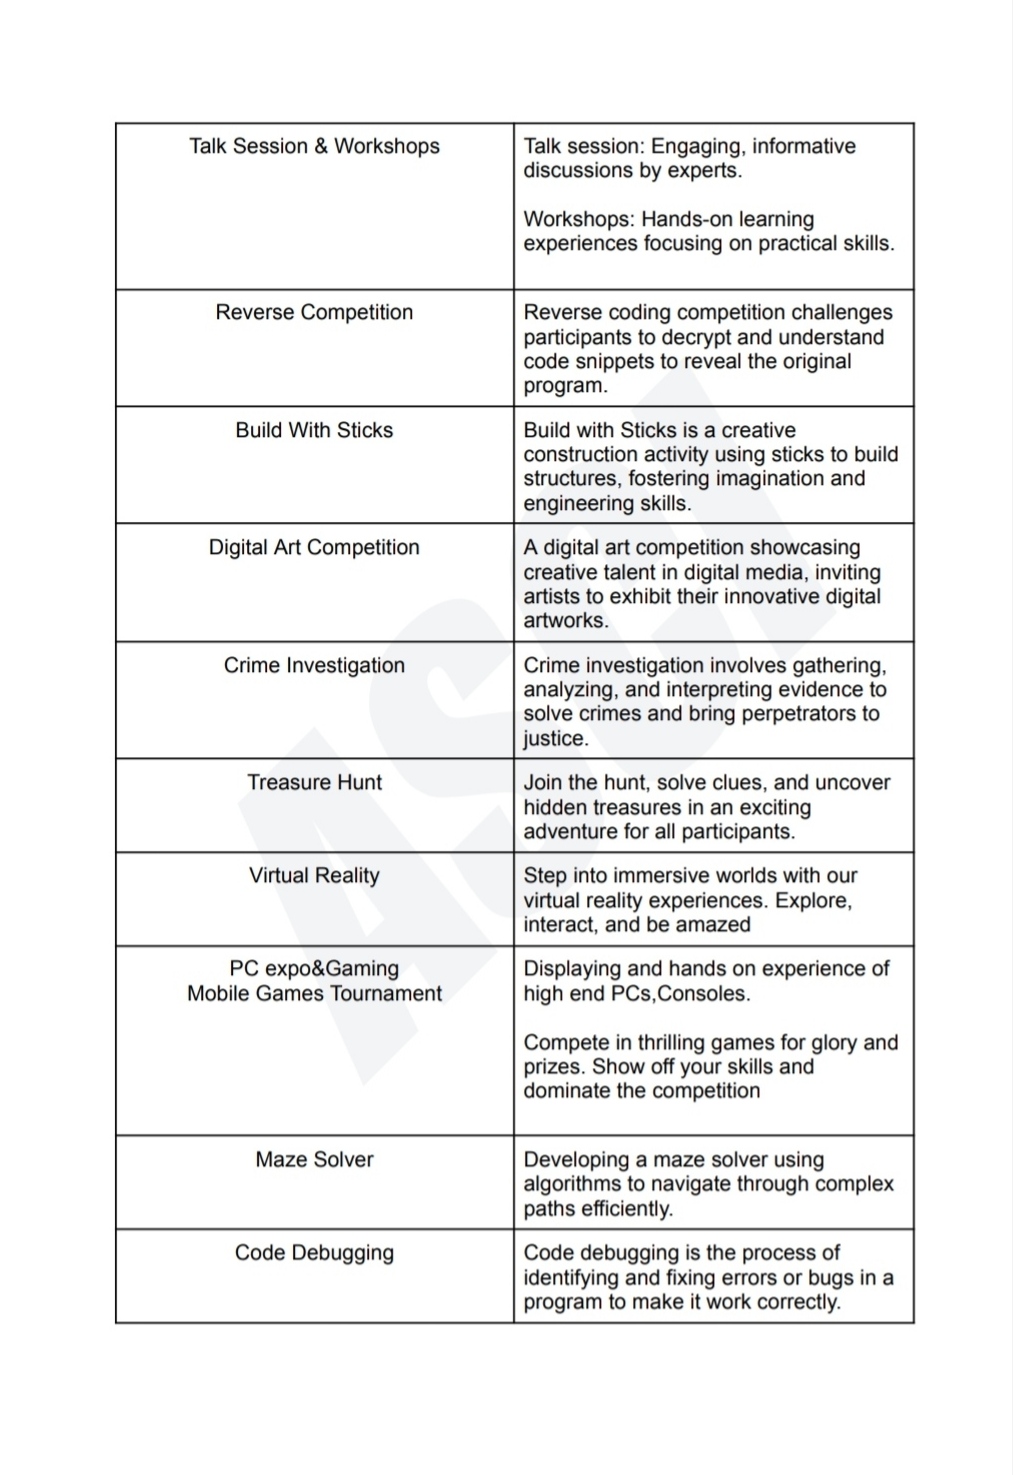 Talk Session & Workshops
Talk session: Engaging, informative
discussions by experts.
Workshops: Hands-on learning
experiences focusing on practical skills.
Reverse Competition
Reverse coding competition challenges
participants to decrypt and understand
code snippets to reveal the original
program.
Build With Sticks
Build with Sticks is a creative
construction activity using sticks to build
structures, fostering imagination and
engineering skills.
Digital Art Competition
A digital art competition showcasing
creative talent in digital media, inviting
artists to exhibit their innovative digital
artworks.
Crime Investigation
Crime investigation involves gathering,
analyzing, and interpreting evidence to
solve crimes and bring perpetrators to
justice.
Treasure Hunt
Join the hunt, solve clues, and uncover
hidden treasures in an exciting
adventure for all participants.
Virtual Reality
Step into immersive worlds with our
virtual reality experiences. Explore,
interact, and be amazed
PC expo&Gaming
Mobile Games Tournament
Displaying and hands on experience of
high end PCs,Consoles.
Compete in thrilling games for glory and
prizes. Show off your skills and
dominate the competition
Maze Solver
Developing a maze solver using
algorithms to navigate through complex
paths efficiently.
Code Debugging
Code debugging is the process of
identifying and fixing errors or bugs in a
program to make it work correctly.